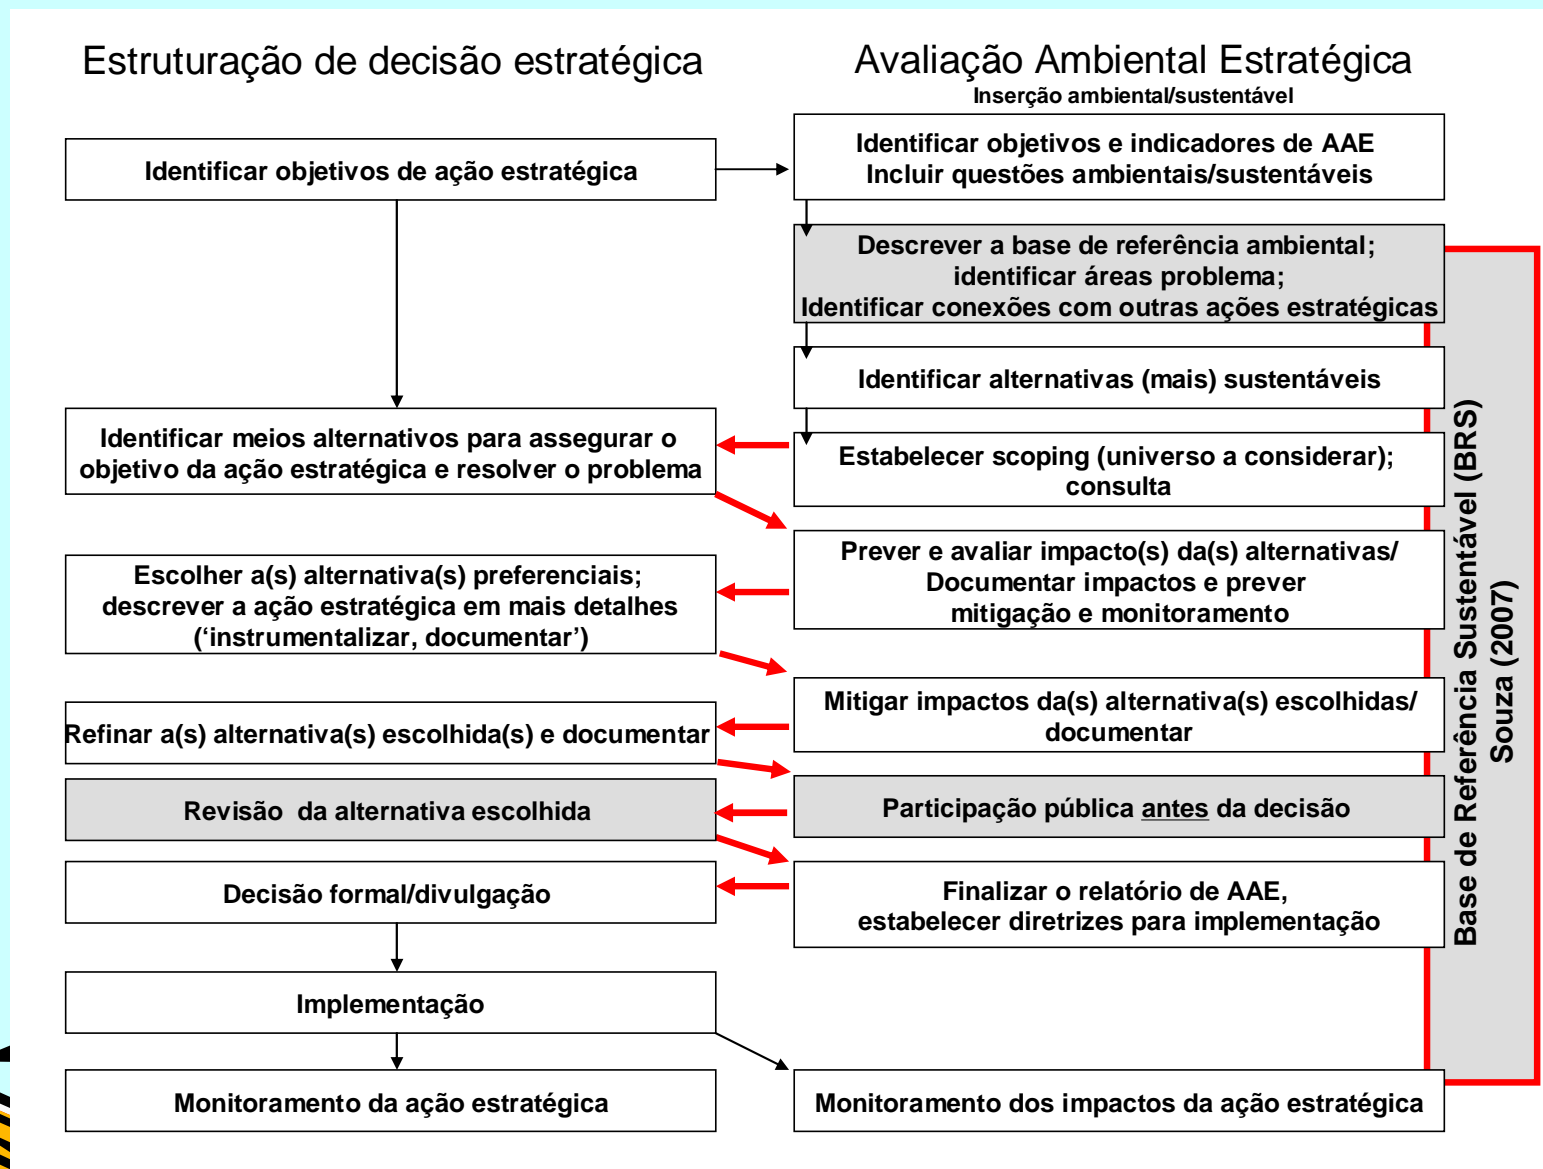 Estruturação de decisão estratégica
Avaliação Ambiental Estratégica
Inserção ambiental/sustentável
Identificar objetivos de ação estratégica
Identificar objetivos e indicadores de AAE
Incluir questões ambientais/sustentáveis
Descrever a base de referência ambiental;
identificar áreas problema;
Identificar conexões com outras ações estratégicas
Identificar alternativas (mais) sustentáveis
Identificar meios alternativos para assegurar o
objetivo da ação estratégica e resolver o problema
Estabelecer scoping (universo a considerar);
consulta
Prever e avaliar impacto(s) da(s) alternativas/
Documentar impactos e prever
mitigação e monitoramento
Escolher a(s) alternativa(s) preferenciais;
descrever a ação estratégica em mais detalhes
(‘instrumentalizar, documentar’)
Mitigar impactos da(s) alternativa(s) escolhidas/
documentar
Refinar a(s) alternativa(s) escolhida(s) e documentar
Revisão da alternativa escolhida
Participação pública antes da decisão
Decisão formal/divulgação
Finalizar o relatório de AAE,
estabelecer diretrizes para implementação
Implementação
Monitoramento da ação estratégica
Monitoramento dos impactos da ação estratégica
Base de Referência Sustentável (BRS)
Souza (2007)